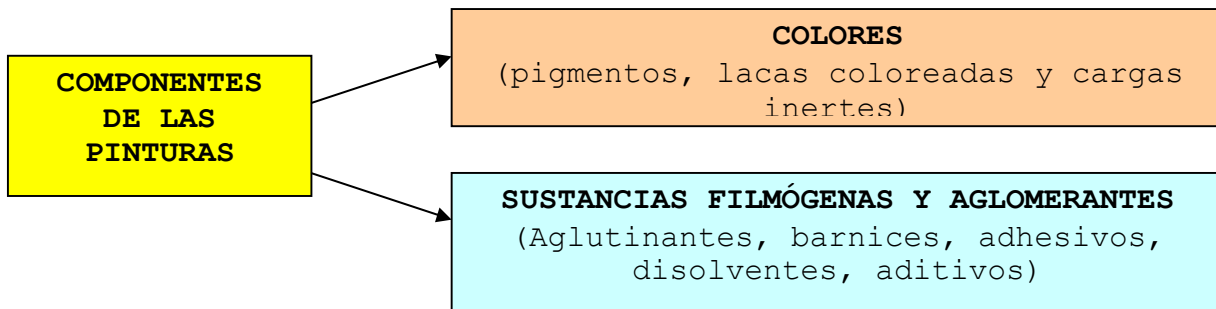 COMPONENTES
DE LAS
PINTURAS
COLORES
(pigmentos, lacas coloreadas y cargas
inertes)
SUSTANCIAS FILMÓGENAS Y AGLOMERANTES
(Aglutinantes, barnices, adhesivos,
disolventes, aditivos)